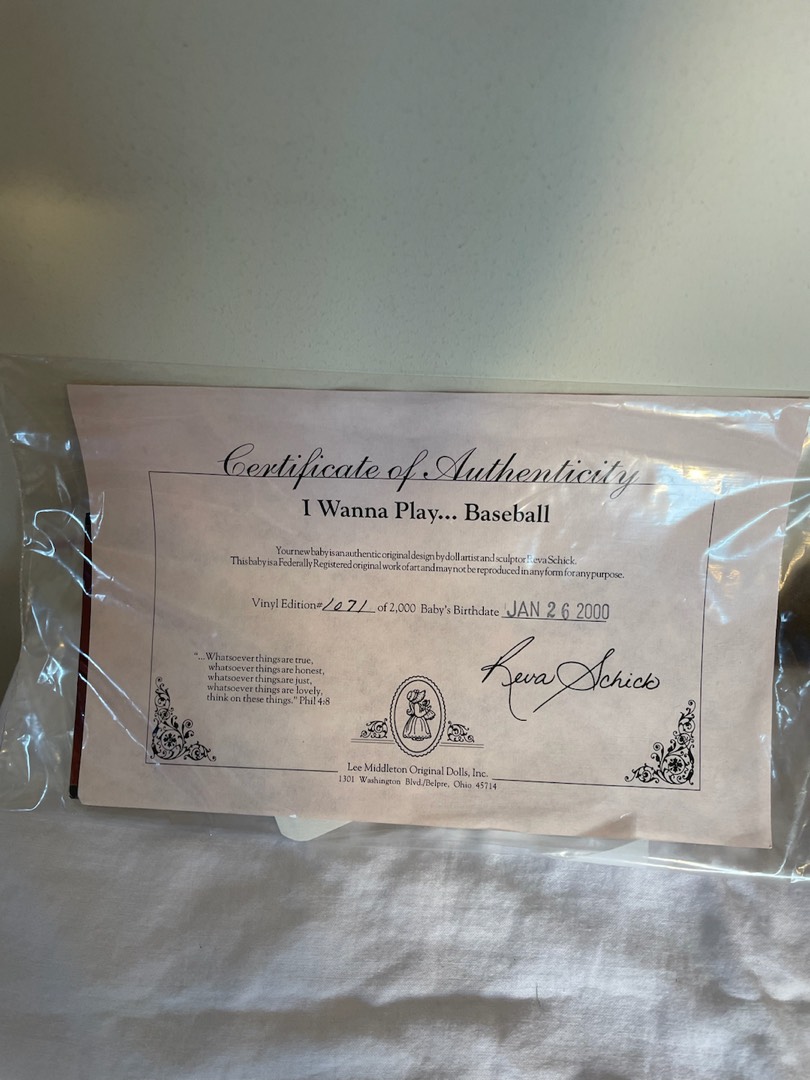 Certificate of Authenticity
I Wanna Play... Baseball
Your new baby is an authentic original design by doll artist and sculptor Reva Schick.
This baby is a Federally Registered original work of art and may not be reproduced in any form for any purpose.
Vinyl Edition# 1071 of 2,000 Baby's Birthdate JAN 26 2000
"...Whatsoever things are true,
whatsoever things are honest,
whatsoever things are just,
whatsoever things are lovely,
think on these things." Phil 4:8
Reva Schick
Lee Middleton Original Dolls, Inc.
1301 Washington Blvd./Belpre, Ohio 45714